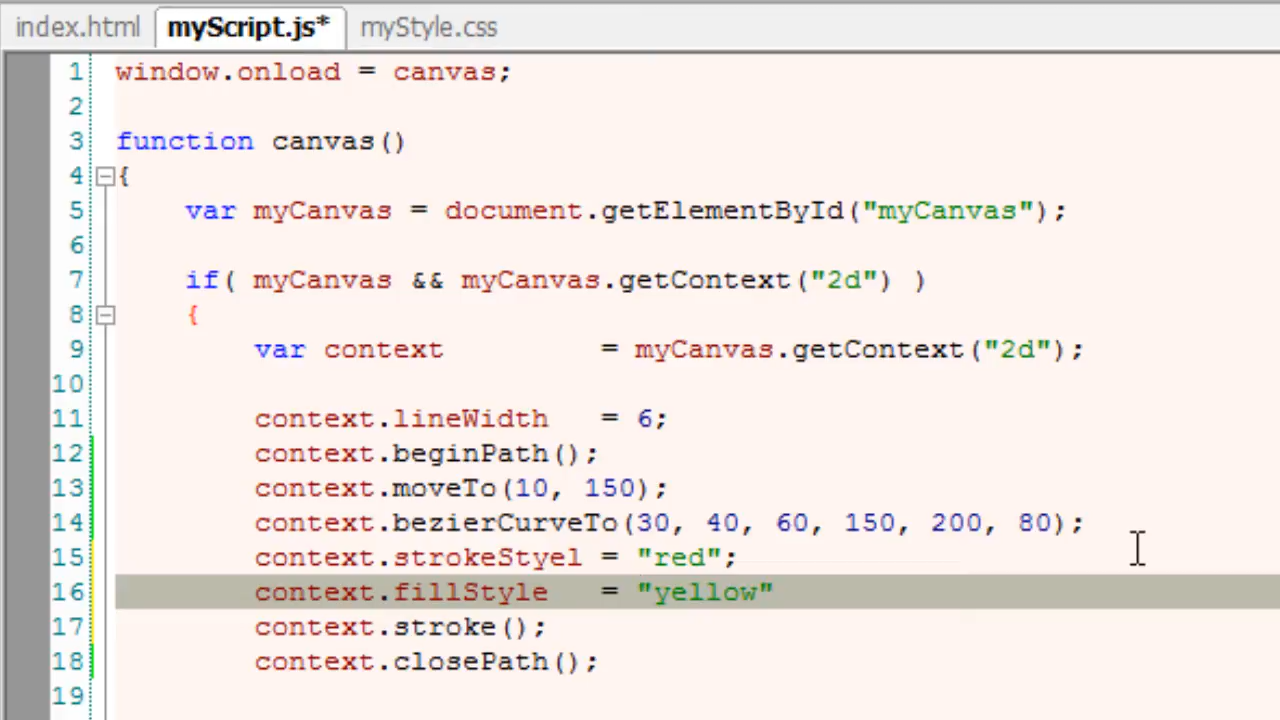 index.html myScript.js* myStyle.css
1 window.onload = canvas;
2
3 function canvas()
4 {
5 var myCanvas = document.getElementById("myCanvas");
6
7 if( myCanvas && myCanvas.getContext("2d") )
8 {
9 var context = myCanvas.getContext("2d");
10
11 context.lineWidth = 6;
12 context.beginPath();
13 context.moveTo(10, 150);
14 context.bezierCurveTo(30, 40, 60, 150, 200, 80);
15 context.strokeStyel = "red";
16 context.fillStyle = "yellow"
17 context.stroke();
18 context.closePath();
19